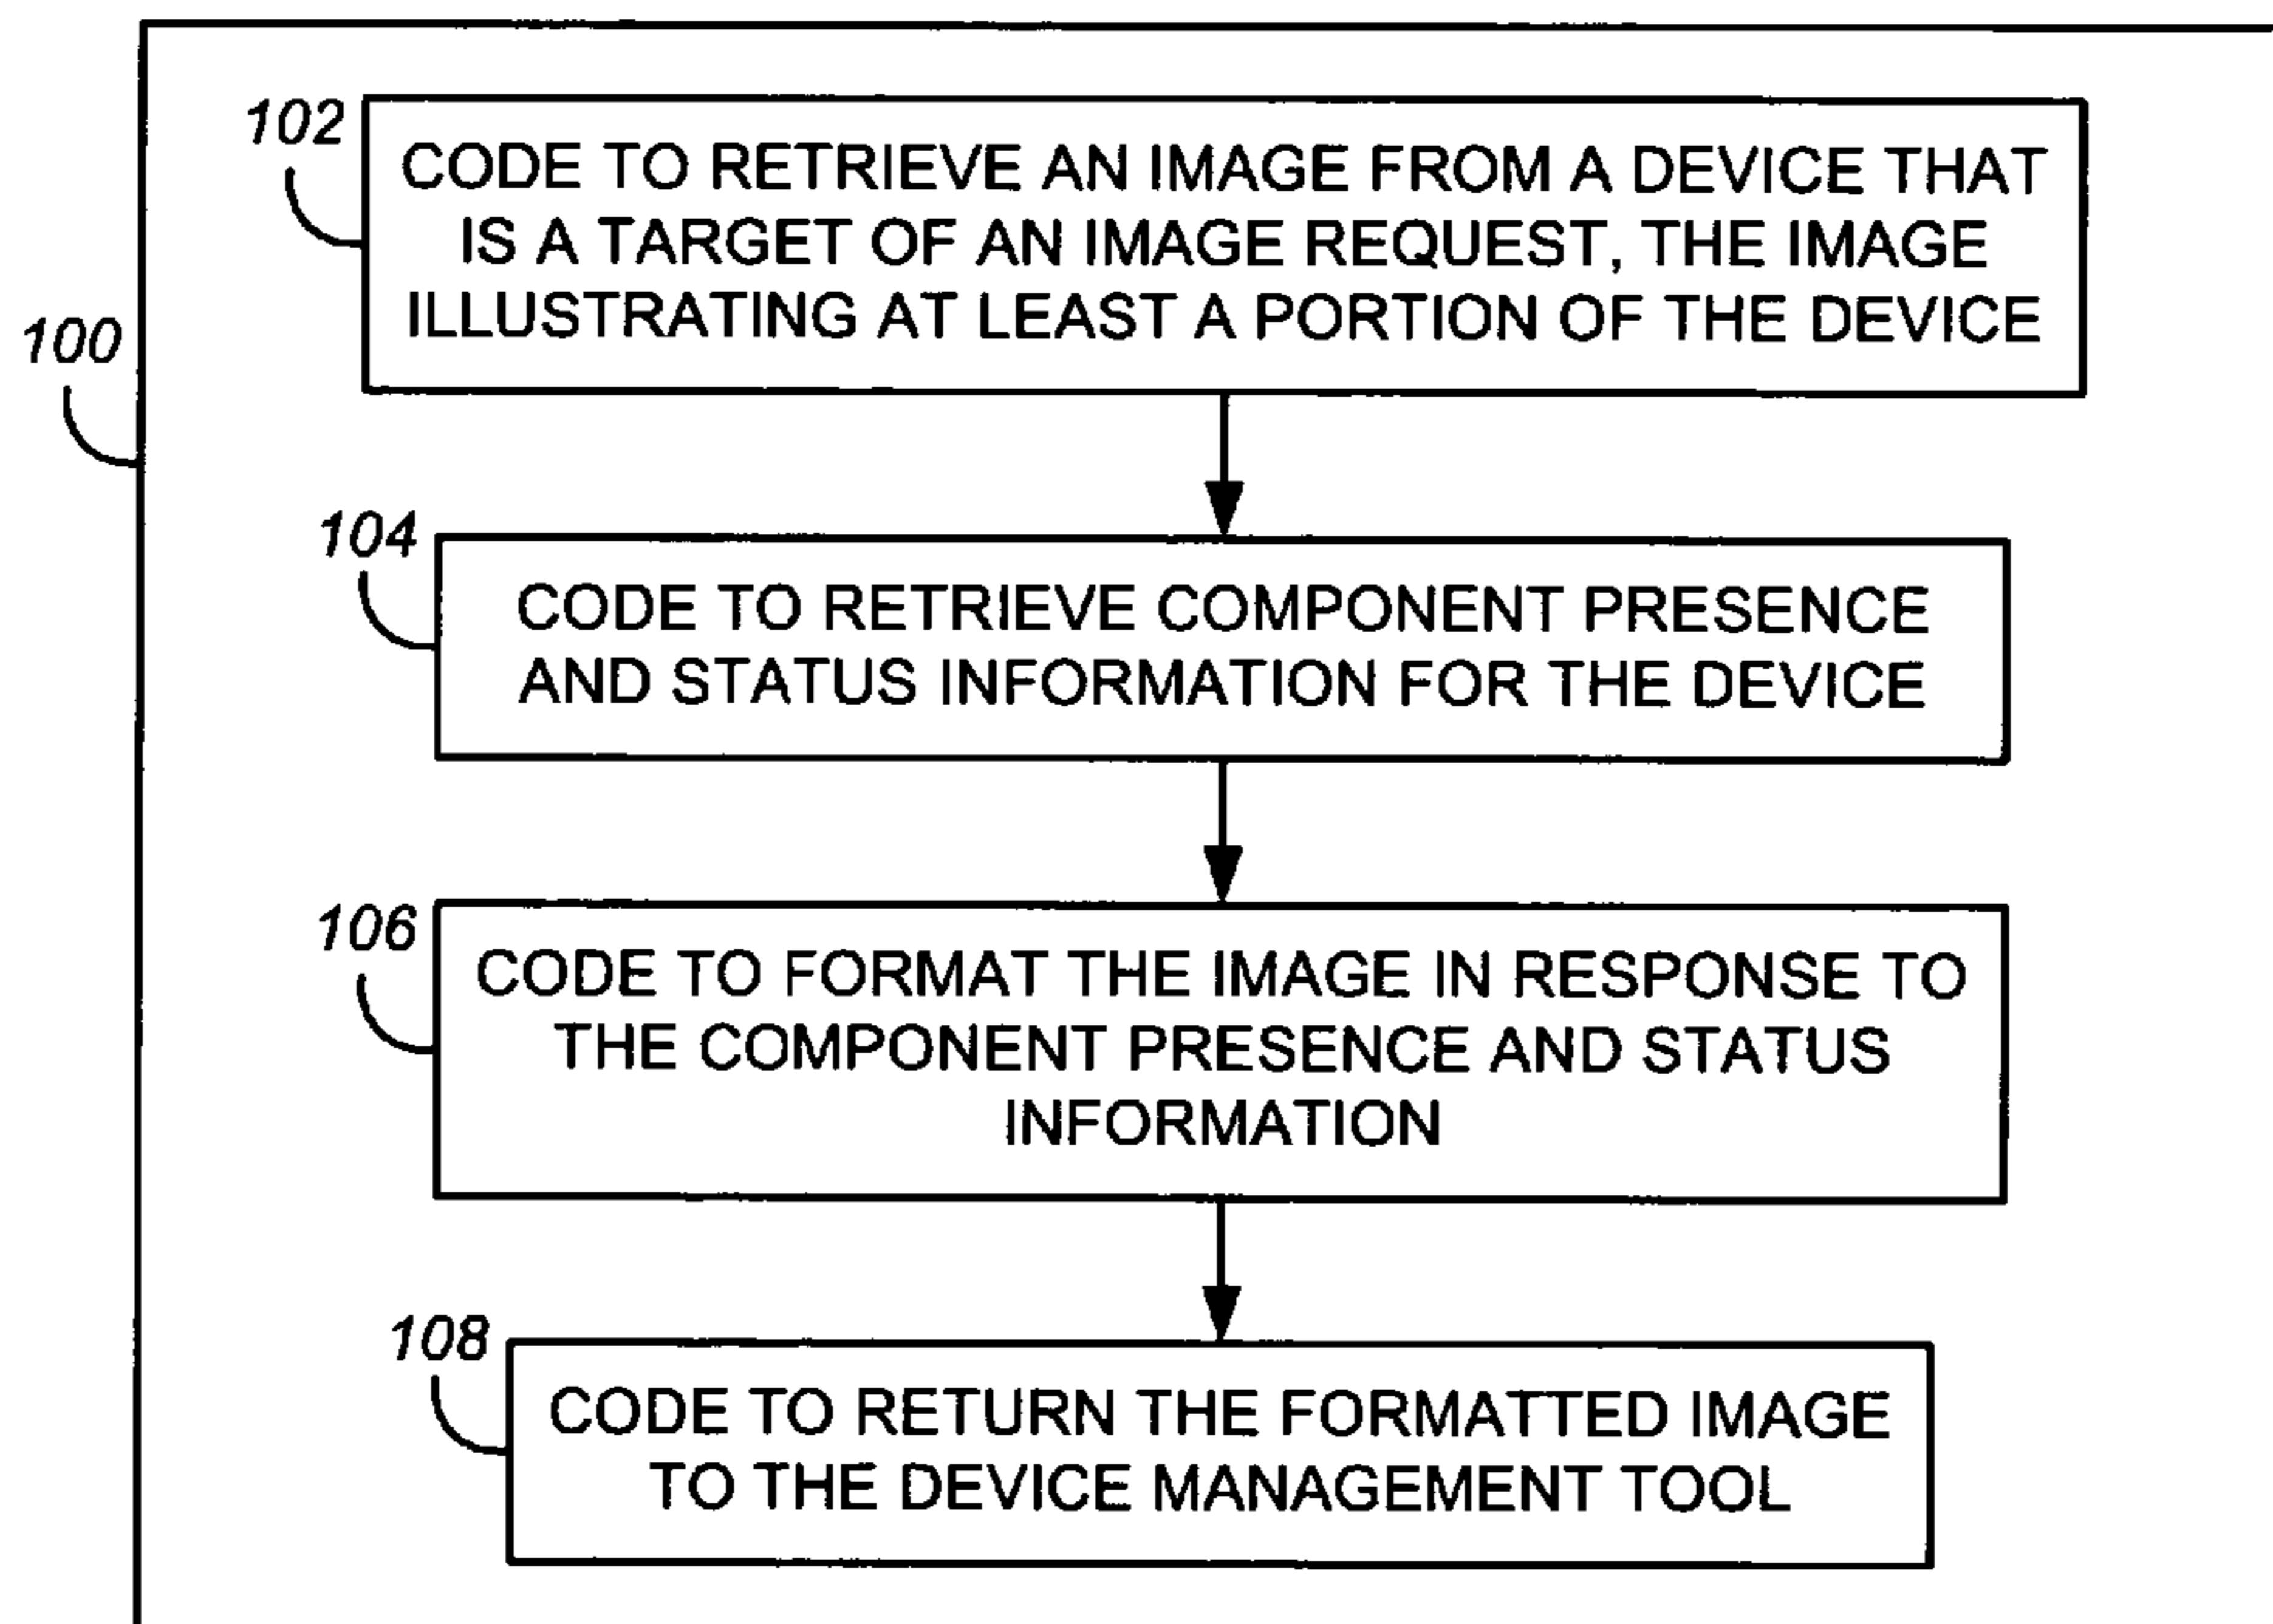 102
CODE TO RETRIEVE AN IMAGE FROM A DEVICE THAT
IS A TARGET OF AN IMAGE REQUEST, THE IMAGE
ILLUSTRATING AT LEAST A PORTION OF THE DEVICE
100
104
CODE TO RETRIEVE COMPONENT PRESENCE
AND STATUS INFORMATION FOR THE DEVICE
106
CODE TO FORMAT THE IMAGE IN RESPONSE TO
THE COMPONENT PRESENCE AND STATUS
INFORMATION
108
CODE TO RETURN THE FORMATTED IMAGE
TO THE DEVICE MANAGEMENT TOOL